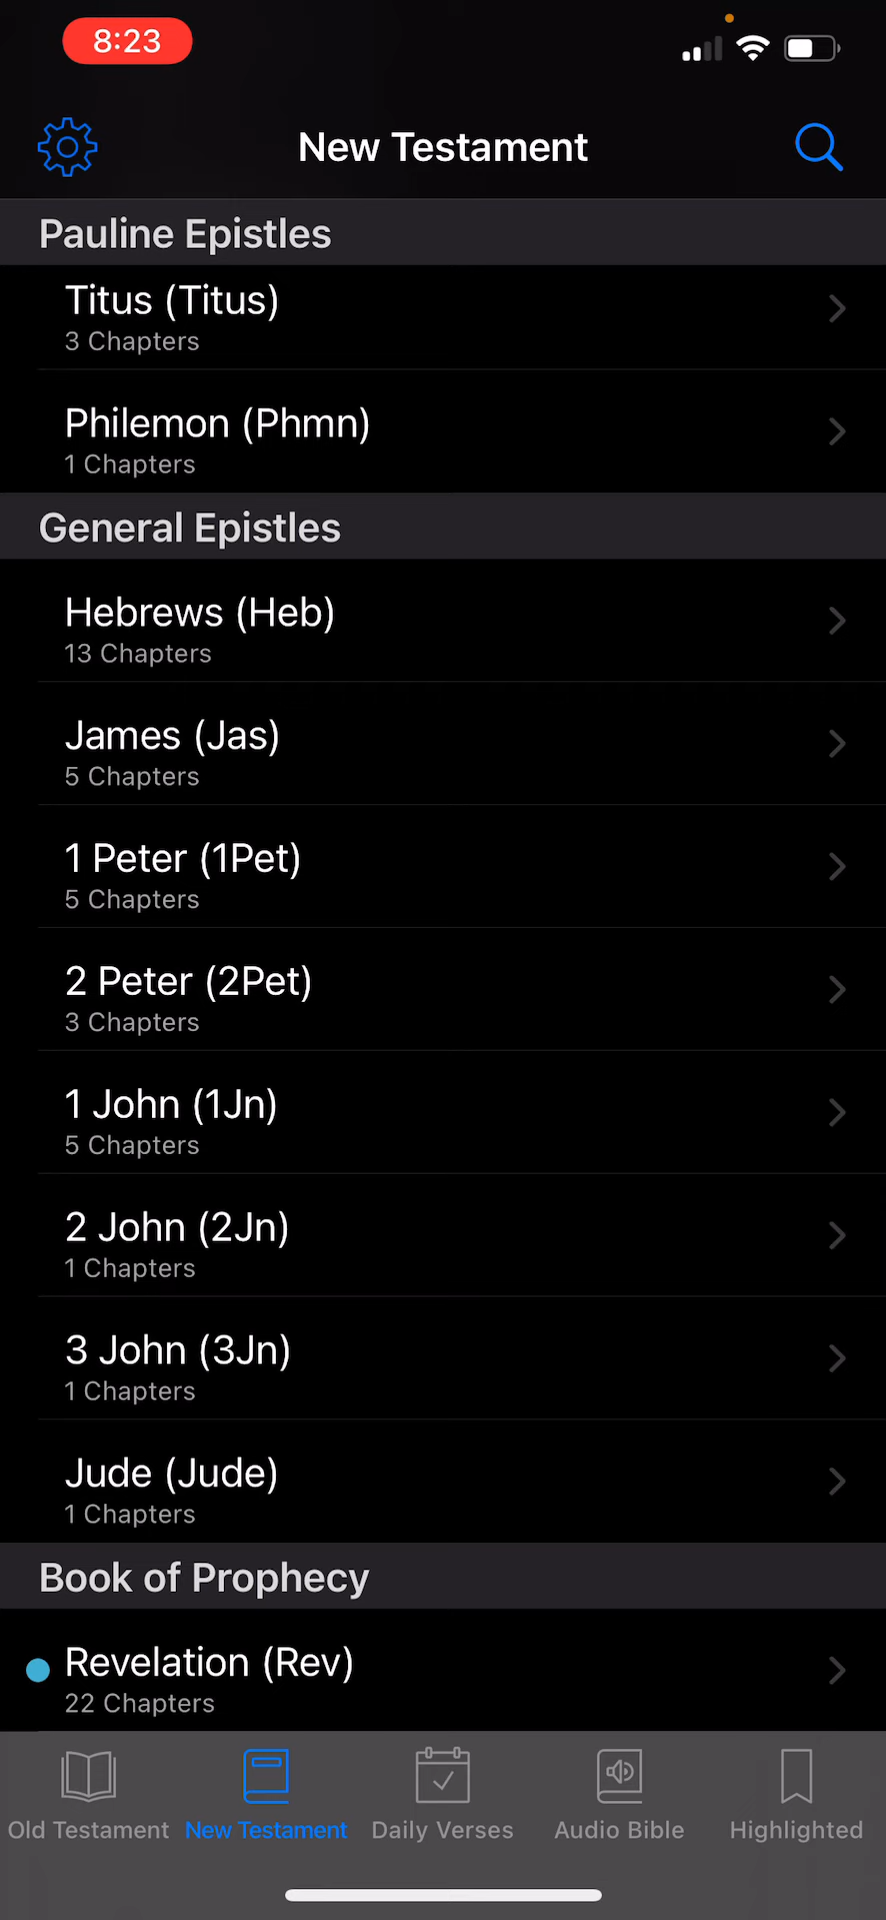 8:23
New Testament
Pauline Epistles
Titus (Titus)
3 Chapters
Philemon (Phmn)
1 Chapters
General Epistles
Hebrews (Heb)
13 Chapters
James (Jas)
5 Chapters
1 Peter (1Pet)
5 Chapters
2 Peter (2Pet)
3 Chapters
1 John (1Jn)
5 Chapters
2 John (2Jn)
1 Chapters
3 John (3Jn)
1 Chapters
Jude (Jude)
1 Chapters
Book of Prophecy
Revelation (Rev)
22 Chapters
Old Testament New Testament Daily Verses Audio Bible Highlighted